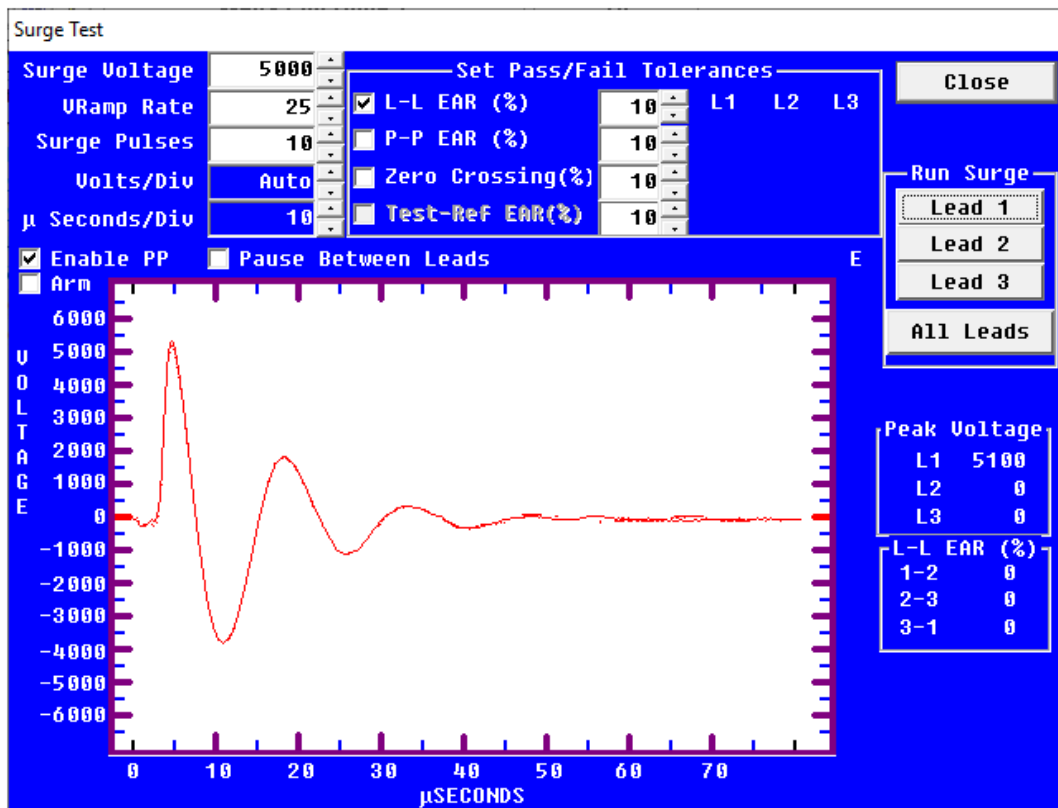 Surge Test
Surge Voltage 5000
VRamp Rate 25
Surge Pulses 10
Volts/Div Auto
µ Seconds/Div 10
Set Pass/Fail Tolerances
L-L EAR (%) 10 L1 L2 L3
P-P EAR (%) 10
Zero Crossing(%) 10
Test-Ref EAR(%) 10
Close
Run Surge
Lead 1
Lead 2
Lead 3
All Leads
Enable PP Pause Between Leads E
Arm
VOLTAGE
6000
5000
4000
3000
2000
1000
0
-1000
-2000
-3000
-4000
-5000
-6000
0 10 20 30 40 50 60 70
µSECONDS
Peak Voltage
L1 5100
L2 0
L3 0
L-L EAR (%)
1-2 0
2-3 0
3-1 0